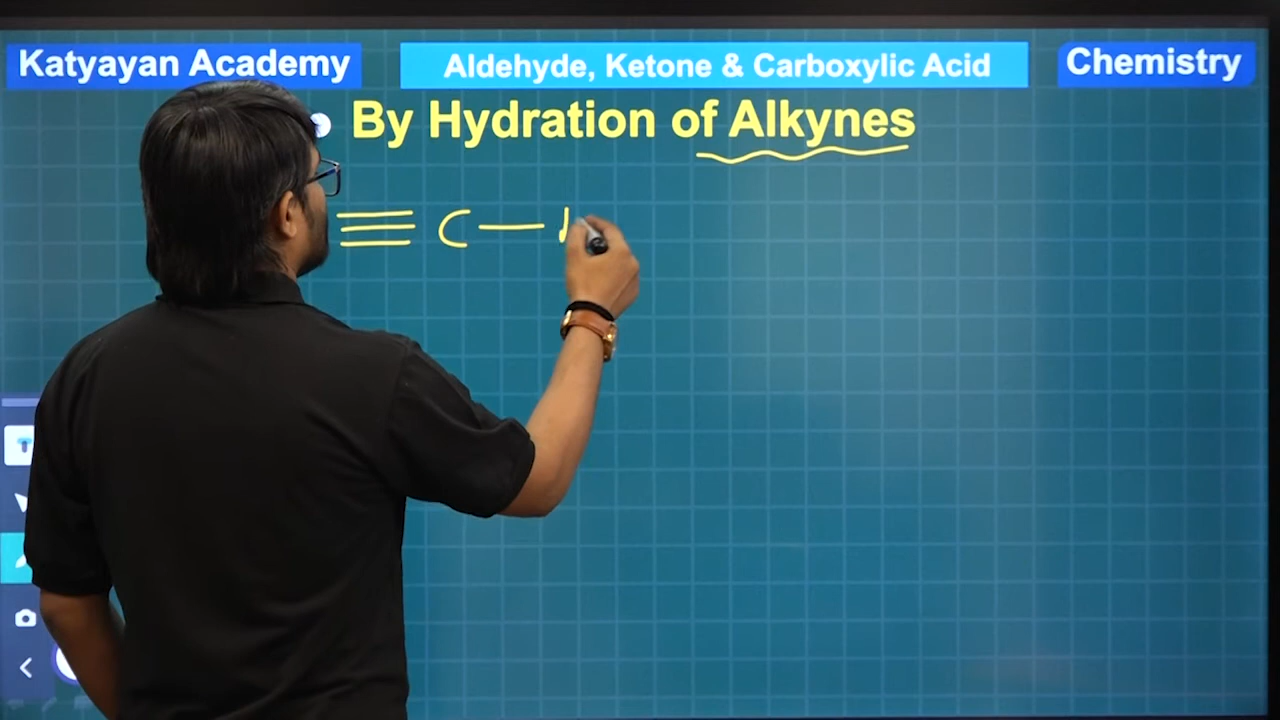 Katyayan Academy
Aldehyde, Ketone & Carboxylic Acid
Chemistry
By Hydration of Alkynes
≡ C —